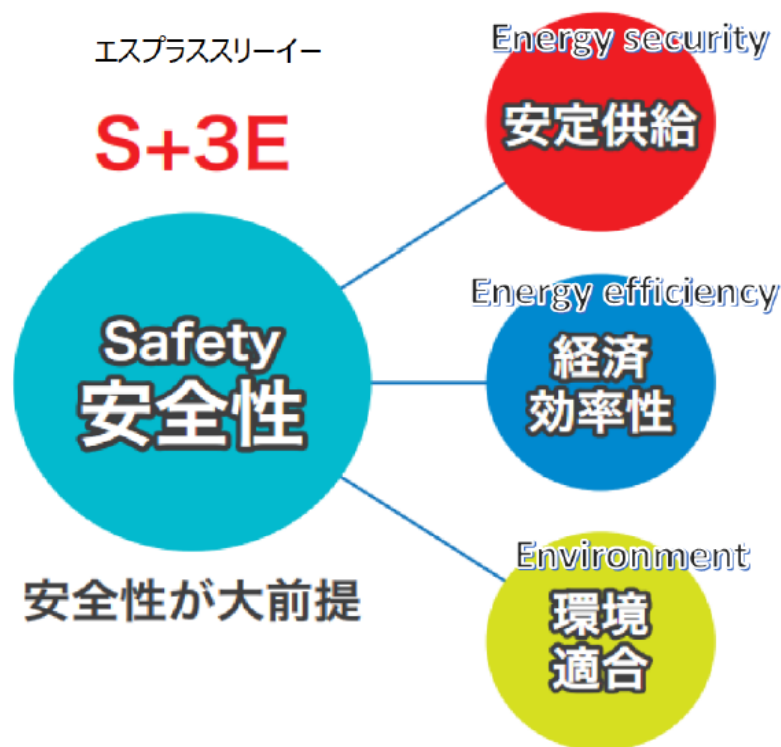 エスプラススリーイー
S+3E
Safety
安全性
安全性が大前提
Energy security
安定供給
Energy efficiency
経済
効率性
Environment
環境
適合